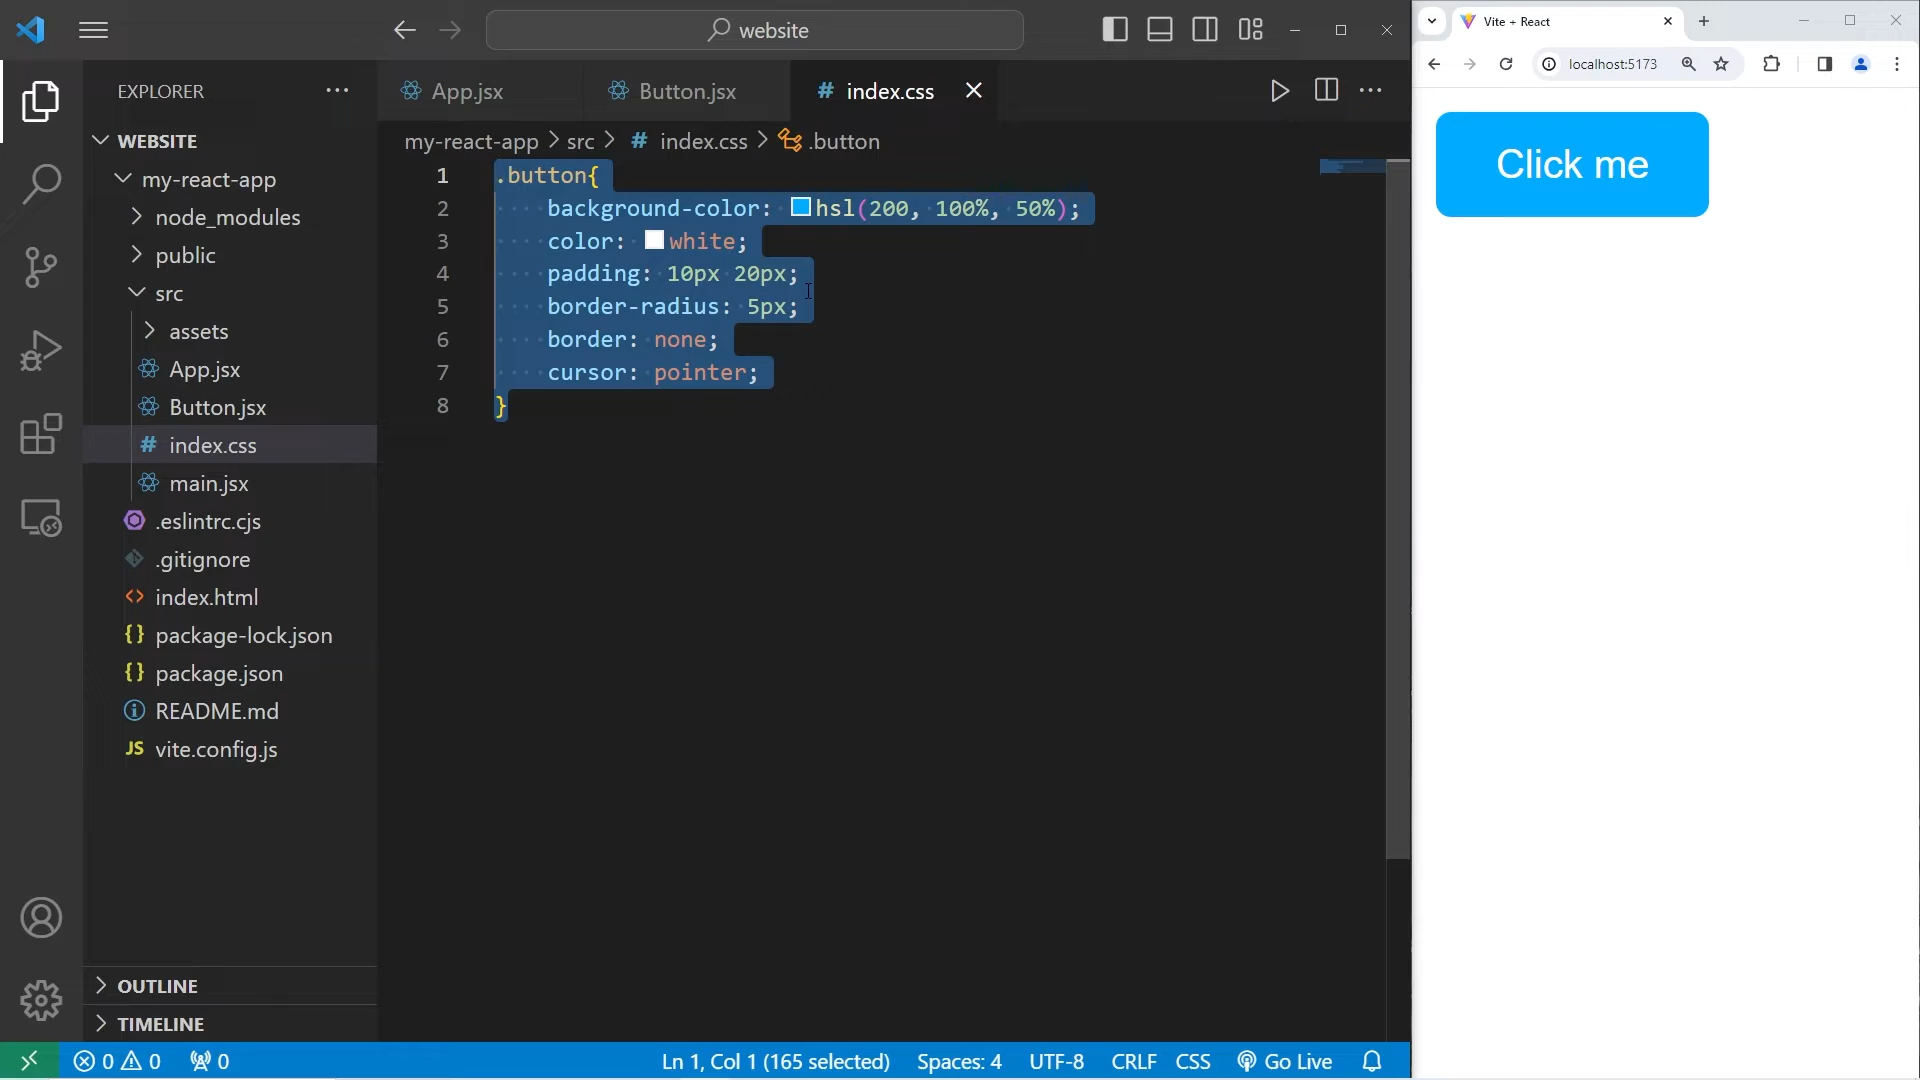 website
EXPLORER
WEBSITE
my-react-app
node_modules
public
src
assets
App.jsx
Button.jsx
index.css
main.jsx
.eslintrc.cjs
.gitignore
index.html
package-lock.json
package.json
README.md
vite.config.js
OUTLINE
TIMELINE
App.jsx
Button.jsx
index.css
my-react-app > src > # index.css > .button
1 .button{
2 background-color: hsl(200, 100%, 50%);
3 color: white;
4 padding: 10px 20px;
5 border-radius: 5px;
6 border: none;
7 cursor: pointer;
8 }
0 0 0
Ln 1, Col 1 (165 selected)
Spaces: 4
UTF-8
CRLF
CSS
Go Live
Vite + React
localhost:5173
Click me